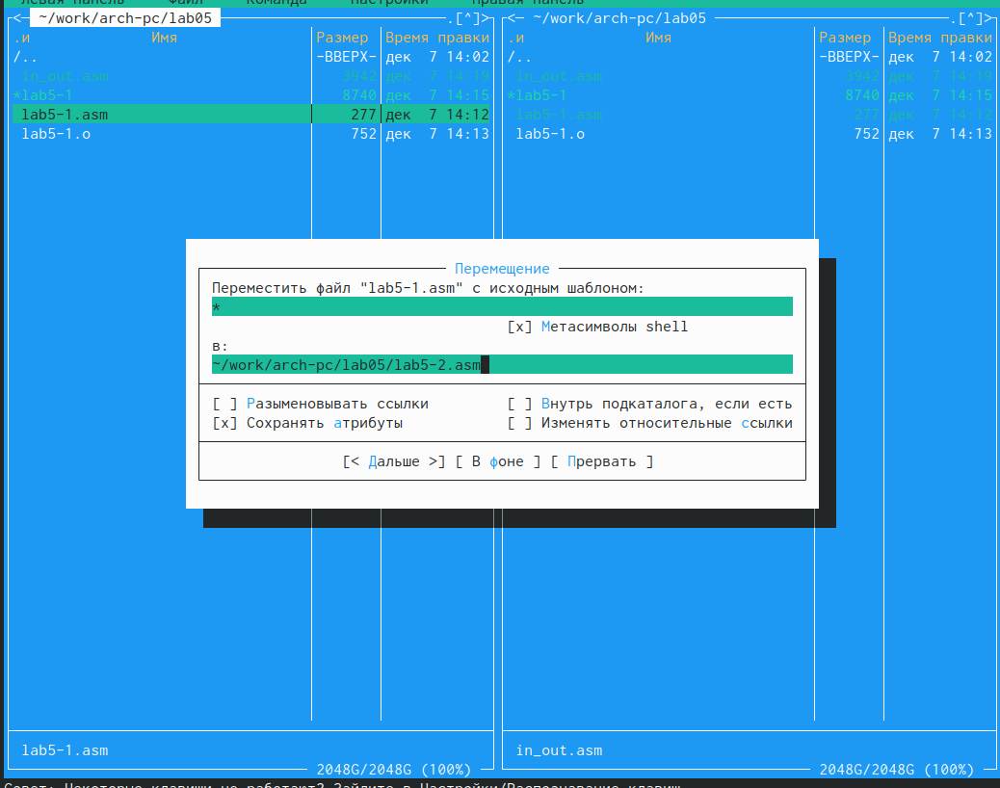 Левая панель Файл Команда Настройки Правая панель
<─ ~/work/arch-pc/lab05 .[^]> <─ ~/work/arch-pc/lab05 .[^]>
.и Имя Размер Время правки .и Имя Размер Время правки
/.. -ВВЕРХ- дек 7 14:02 /.. -ВВЕРХ- дек 7 14:02
in_out.asm 3942 дек 7 14:19 in_out.asm 3942 дек 7 14:19
*lab5-1 8740 дек 7 14:15 *lab5-1 8740 дек 7 14:15
lab5-1.asm 277 дек 7 14:12 lab5-1.asm 277 дек 7 14:12
lab5-1.o 752 дек 7 14:13 lab5-1.o 752 дек 7 14:13
Перемещение
Переместить файл "lab5-1.asm" с исходным шаблоном:
*
[x] Метасимволы shell
в:
~/work/arch-pc/lab05/lab5-2.asm
[ ] Разыменовывать ссылки [ ] Внутрь подкаталога, если есть
[x] Сохранять атрибуты [ ] Изменять относительные ссылки
[< Дальше >] [ В фоне ] [ Прервать ]
lab5-1.asm in_out.asm
2048G/2048G (100%) 2048G/2048G (100%)
Совет: Некоторые клавиши не работают? Зайдите в Настройки/Распознавание клавиш